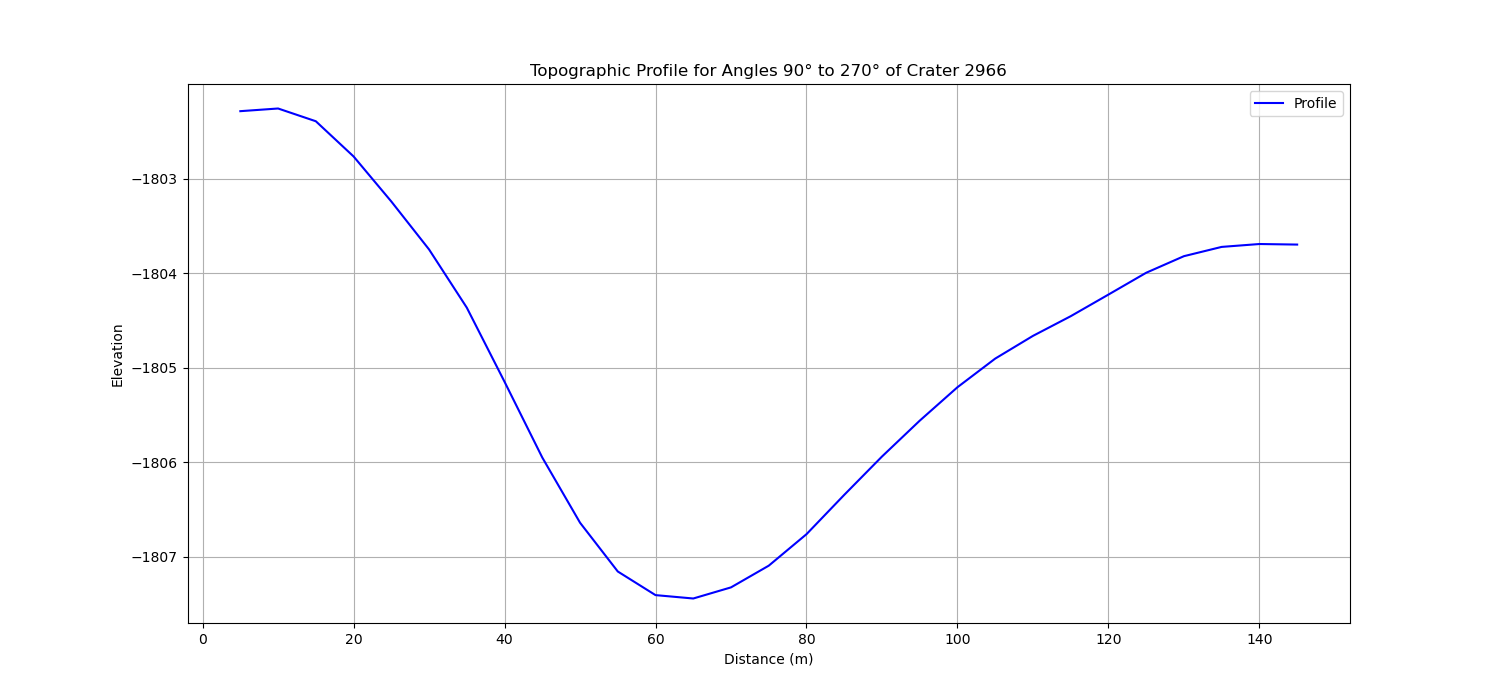 Topographic Profile for Angles 90° to 270° of Crater 2966
Profile
−1803
−1804
−1805
−1806
−1807
Elevation
0 20 40 60 80 100 120 140
Distance (m)